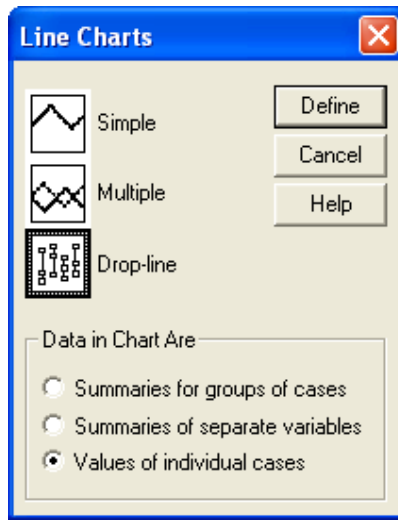 Line Charts
Simple
Multiple
Drop-line
Define
Cancel
Help
Data in Chart Are
Summaries for groups of cases
Summaries of separate variables
Values of individual cases